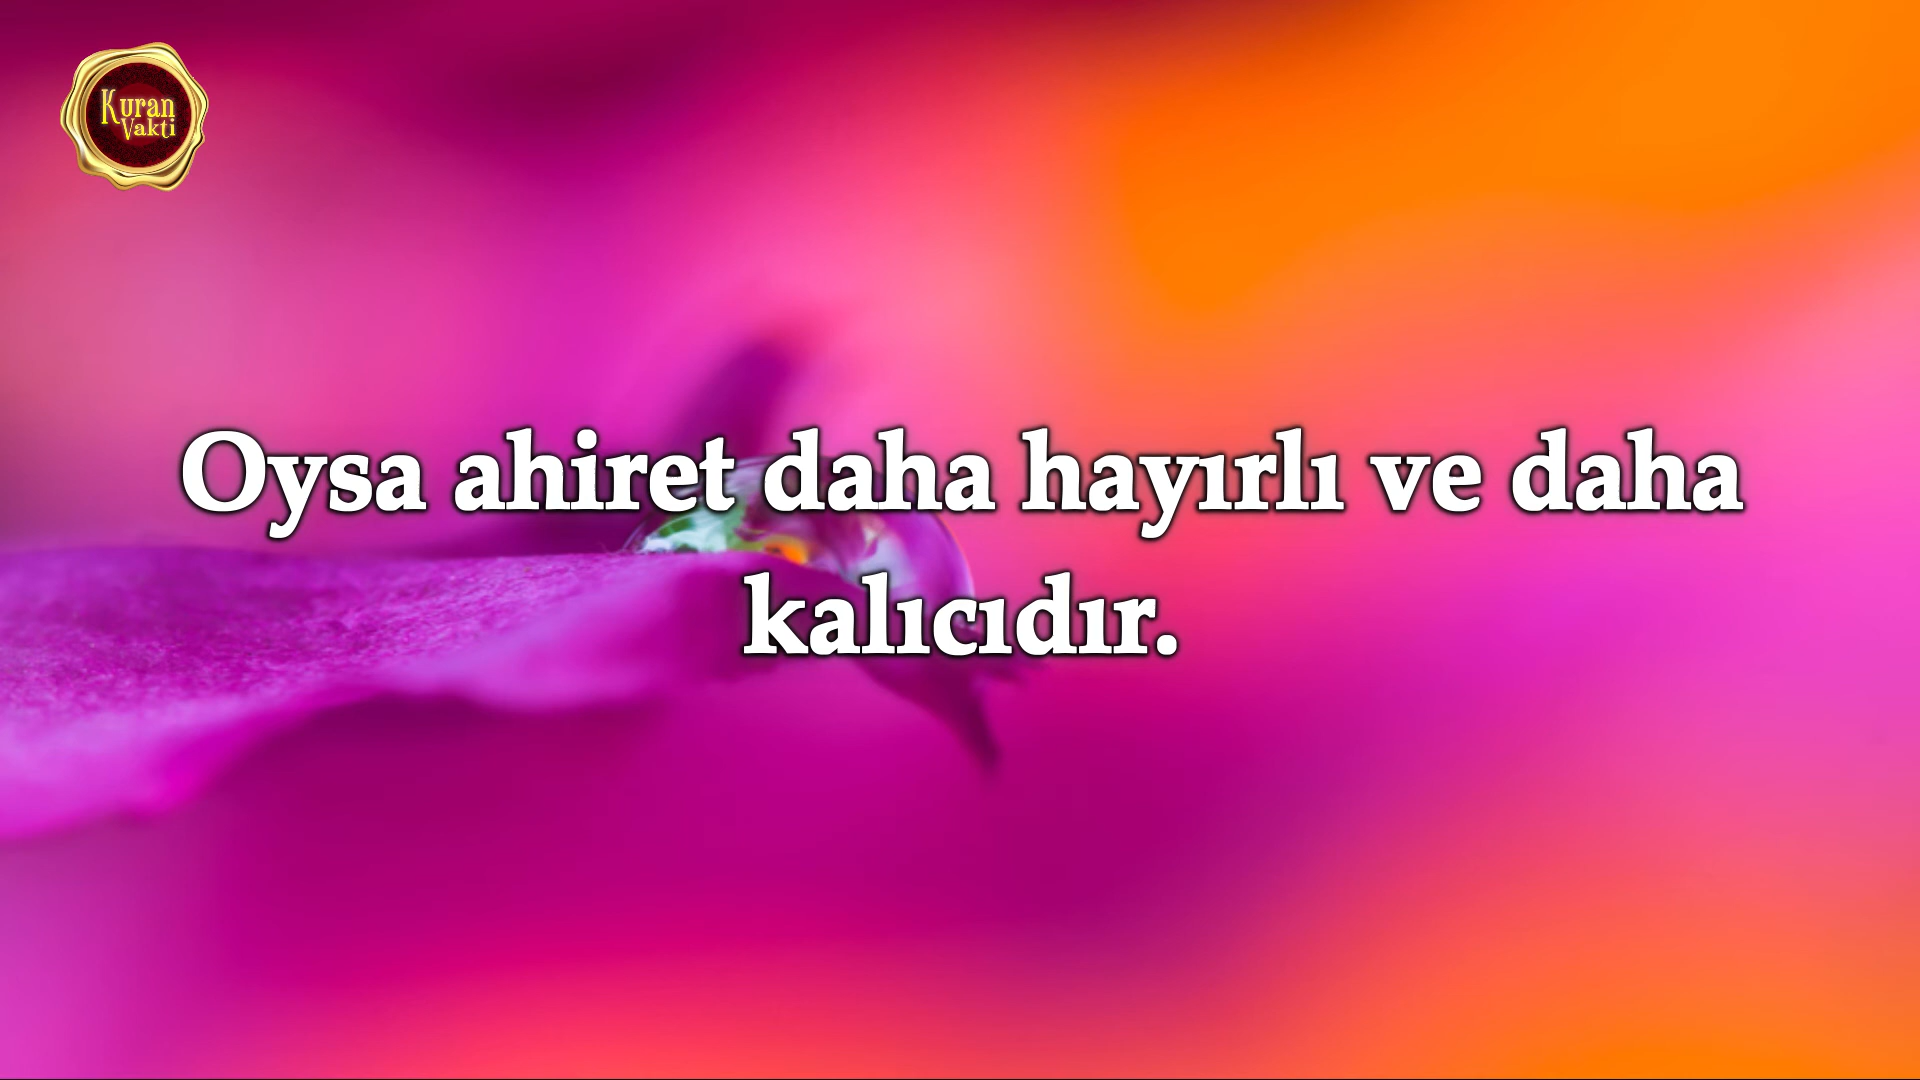 Kuran
Vakti
Oysa ahiret daha hayırlı ve daha
kalıcıdır.